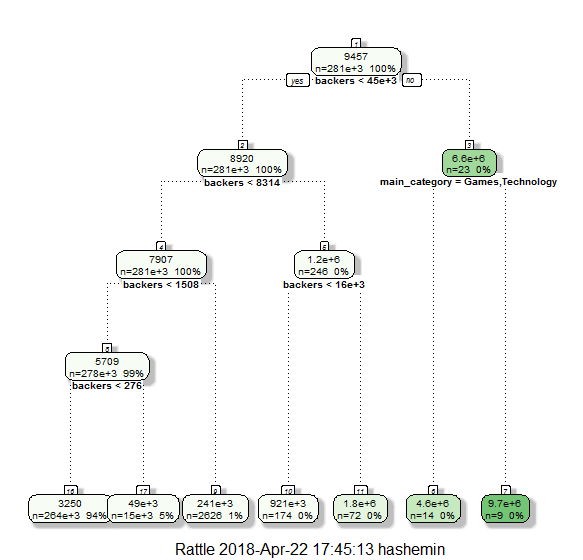 1
9457
n=281e+3 100%
yes backers < 45e+3 no
2
8920
n=281e+3 100%
backers < 8314
3
6.6e+6
n=23 0%
main_category = Games,Technology
4
7907
n=281e+3 100%
backers < 1508
5
1.2e+6
n=246 0%
backers < 16e+3
8
5709
n=278e+3 99%
backers < 276
16
3250
n=264e+3 94%
17
49e+3
n=15e+3 5%
9
241e+3
n=2626 1%
10
921e+3
n=174 0%
11
1.8e+6
n=72 0%
6
4.6e+6
n=14 0%
7
9.7e+6
n=9 0%
Rattle 2018-Apr-22 17:45:13 hashemin